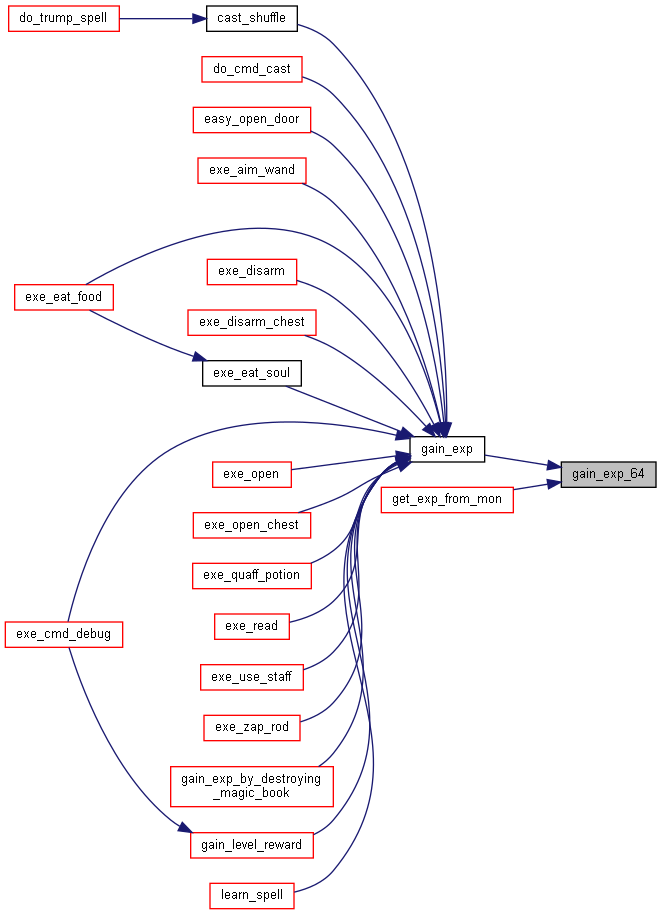 do_trump_spell
cast_shuffle
do_cmd_cast
easy_open_door
exe_aim_wand
exe_disarm
exe_eat_food
exe_disarm_chest
exe_eat_soul
gain_exp
exe_open
gain_exp_64
get_exp_from_mon
exe_open_chest
exe_quaff_potion
exe_read
exe_cmd_debug
exe_use_staff
exe_zap_rod
gain_exp_by_destroying
_magic_book
gain_level_reward
learn_spell